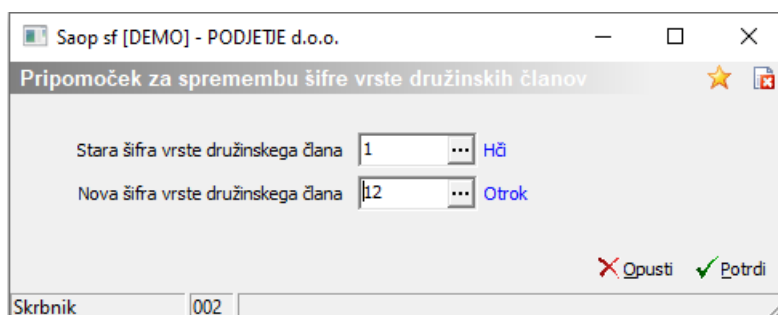 Saop sf [DEMO] - PODJETJE d.o.o.
Pripomoček za spremembo šifre vrste družinskih članov
Stara šifra vrste družinskega člana 1 ... Hči
Nova šifra vrste družinskega člana 12 ... Otrok
Opusti Potrdi
Skrbnik 002